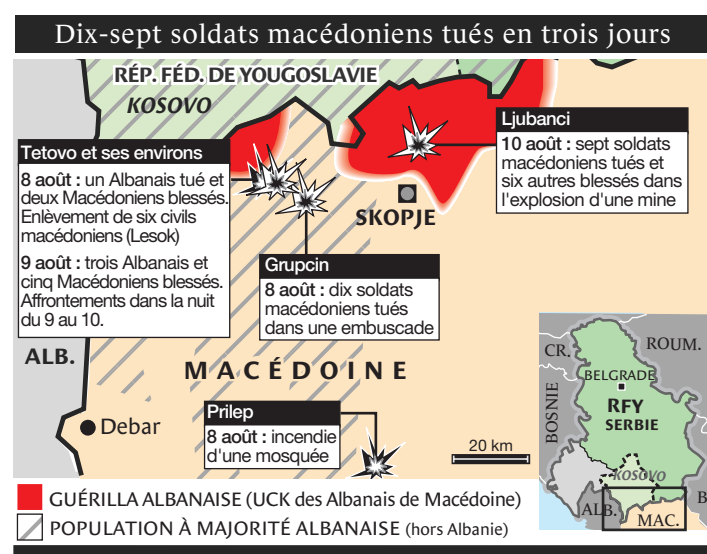 Dix-sept soldats macédoniens tués en trois jours
RÉP. FÉD. DE YOUGOSLAVIE
KOSOVO
Ljubanci
10 août : sept soldats
macédoniens tués et
six autres blessés dans
l'explosion d'une mine
Tetovo et ses environs
8 août : un Albanais tué et
deux Macédoniens blessés.
Enlèvement de six civils
macédoniens (Lesok)
9 août : trois Albanais et
cinq Macédoniens blessés.
Affrontements dans la nuit
du 9 au 10.
SKOPJE
Grupcin
8 août : dix soldats
macédoniens tués
dans une embuscade
ALB.
MACÉDOINE
Debar
Prilep
8 août : incendie
d'une mosquée
20 km
CR.
ROUM.
BELGRADE
BOSNIE
RFY
SERBIE
KOSOVO
ALB.
MAC.
B
GUÉRILLA ALBANAISE (UCK des Albanais de Macédoine)
POPULATION À MAJORITÉ ALBANAISE (hors Albanie)